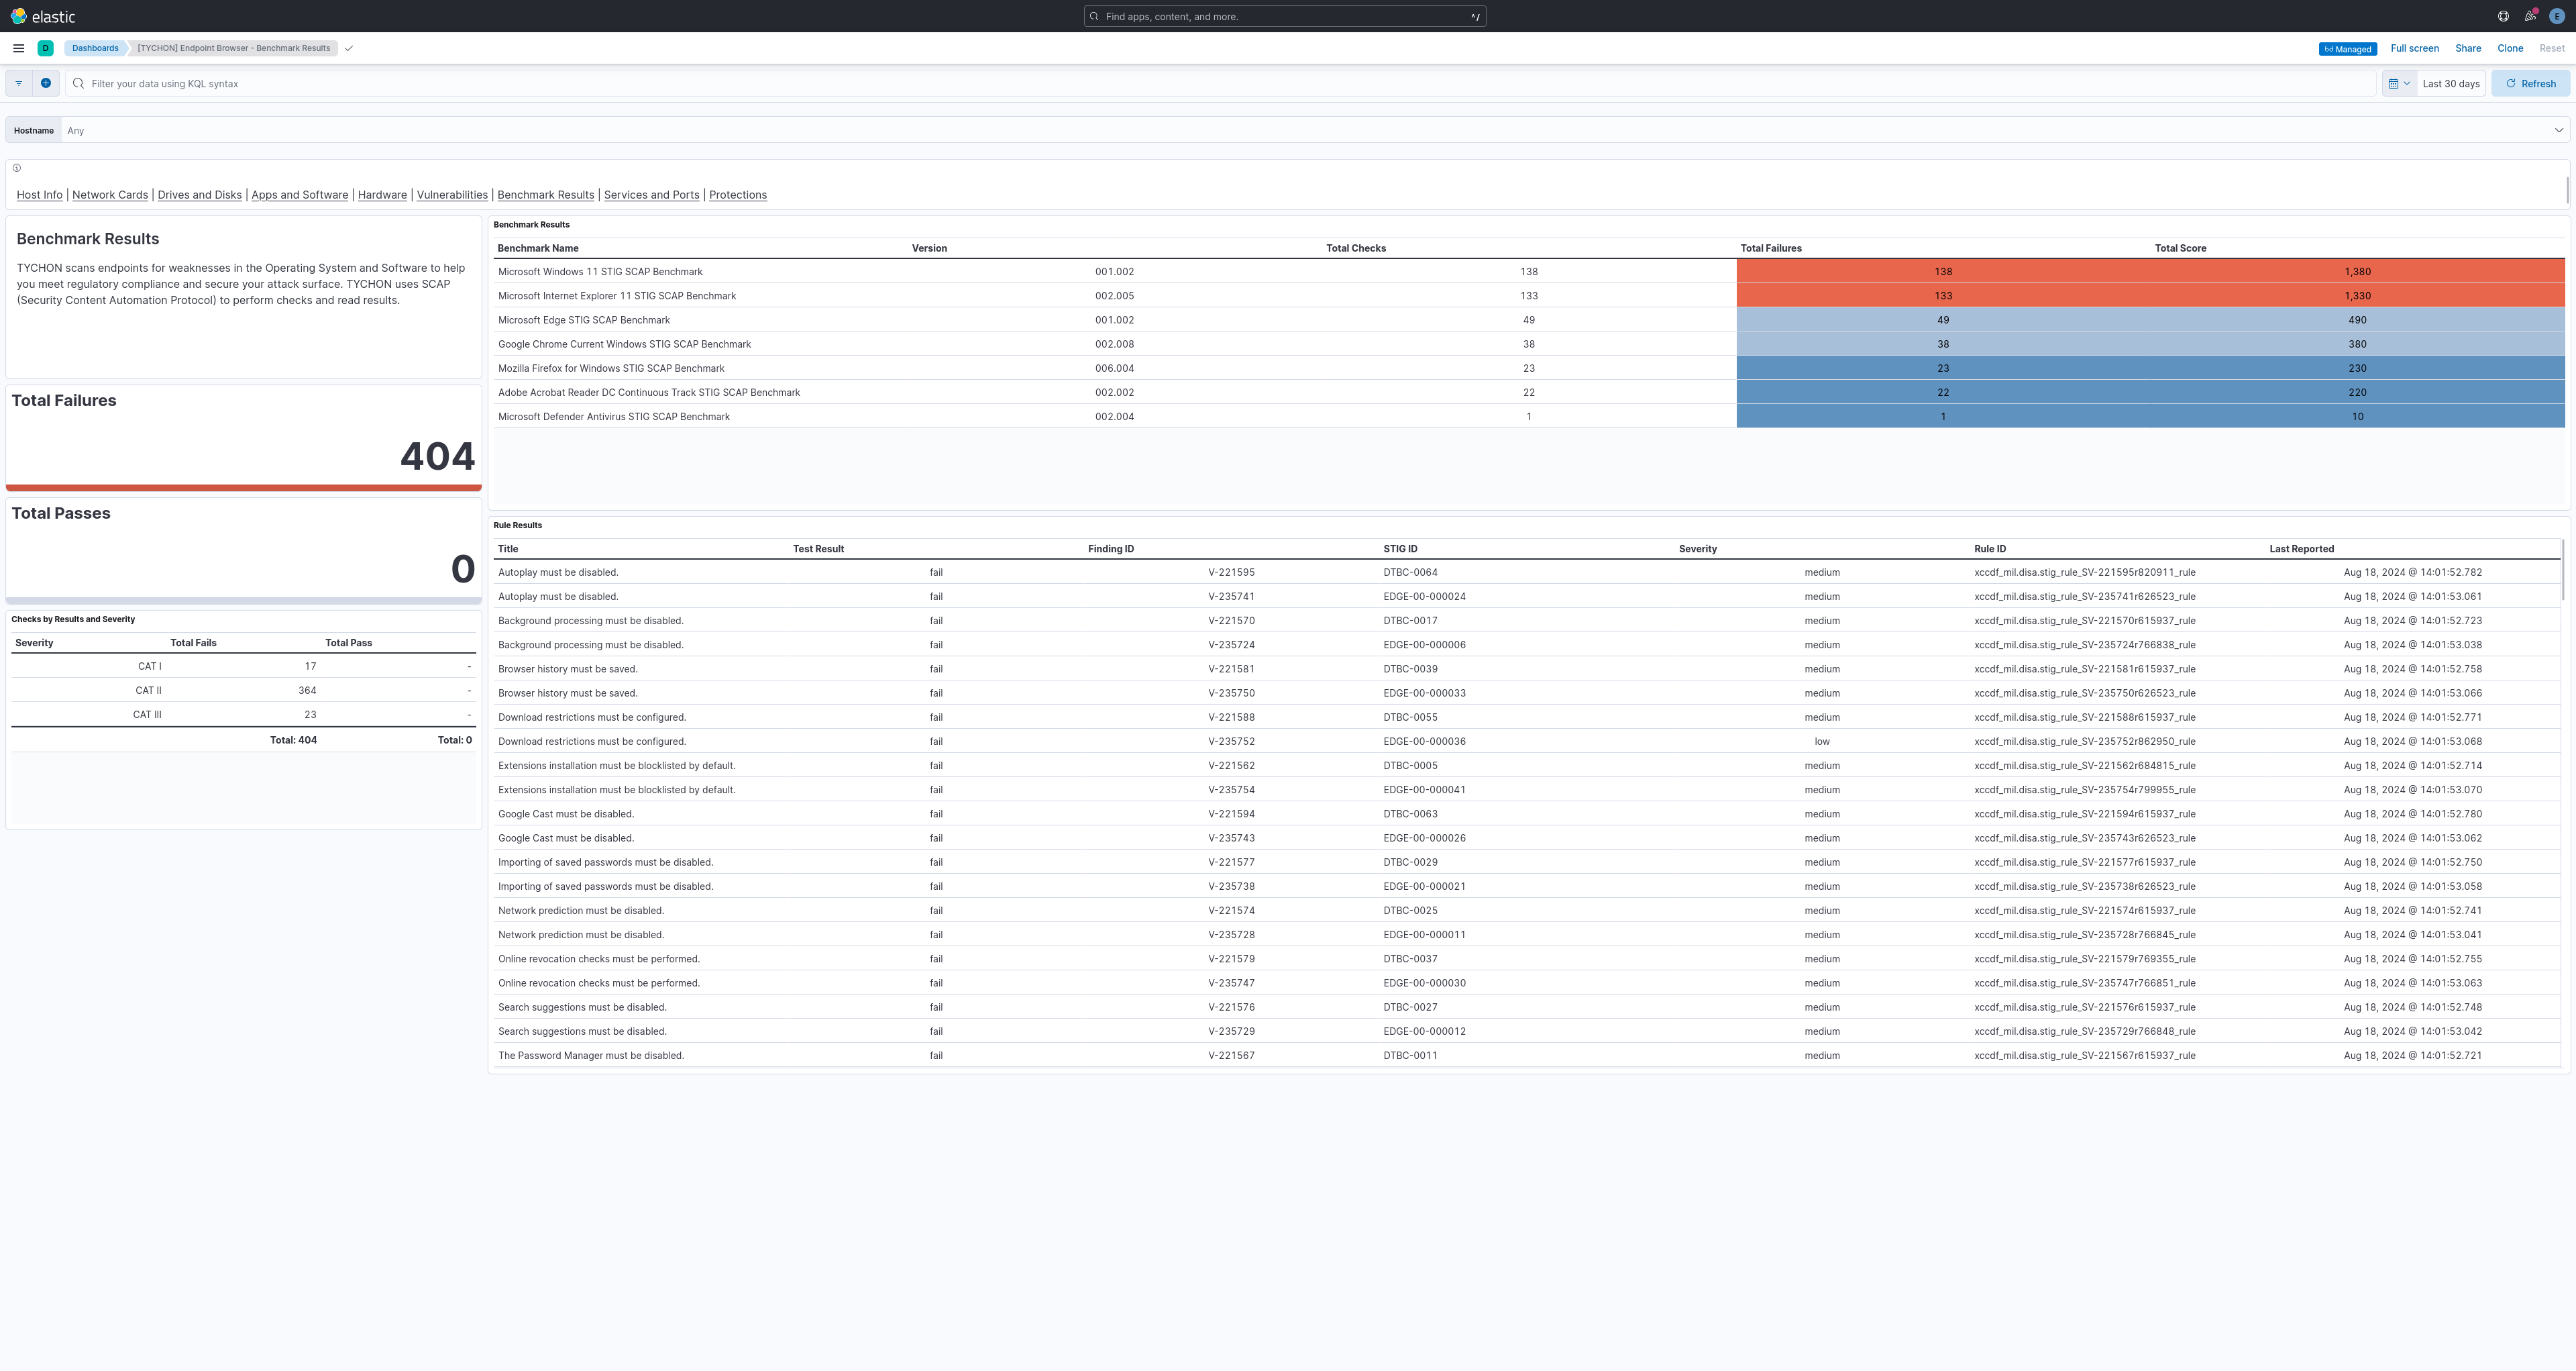 elastic
Find apps, content, and more.
^/
E
D
Dashboards
[TYCHON] Endpoint Browser - Benchmark Results
Managed
Full screen
Share
Clone
Reset
Filter your data using KQL syntax
Last 30 days
Refresh
Hostname Any
Host Info | Network Cards | Drives and Disks | Apps and Software | Hardware | Vulnerabilities | Benchmark Results | Services and Ports | Protections
Benchmark Results
TYCHON scans endpoints for weaknesses in the Operating System and Software to help
you meet regulatory compliance and secure your attack surface. TYCHON uses SCAP
(Security Content Automation Protocol) to perform checks and read results.
Total Failures
404
Total Passes
0
Checks by Results and Severity
Severity Total Fails Total Pass
CAT I 17 -
CAT II 364 -
CAT III 23 -
Total: 404 Total: 0
Benchmark Results
Benchmark Name Version Total Checks Total Failures Total Score
Microsoft Windows 11 STIG SCAP Benchmark 001.002 138 138 1,380
Microsoft Internet Explorer 11 STIG SCAP Benchmark 002.005 133 133 1,330
Microsoft Edge STIG SCAP Benchmark 001.002 49 49 490
Google Chrome Current Windows STIG SCAP Benchmark 002.008 38 38 380
Mozilla Firefox for Windows STIG SCAP Benchmark 006.004 23 23 230
Adobe Acrobat Reader DC Continuous Track STIG SCAP Benchmark 002.002 22 22 220
Microsoft Defender Antivirus STIG SCAP Benchmark 002.004 1 1 10
Rule Results
Title Test Result Finding ID STIG ID Severity Rule ID Last Reported
Autoplay must be disabled. fail V-221595 DTBC-0064 medium xccdf_mil.disa.stig_rule_SV-221595r820911_rule Aug 18, 2024 @ 14:01:52.782
Autoplay must be disabled. fail V-235741 EDGE-00-000024 medium xccdf_mil.disa.stig_rule_SV-235741r626523_rule Aug 18, 2024 @ 14:01:53.061
Background processing must be disabled. fail V-221570 DTBC-0017 medium xccdf_mil.disa.stig_rule_SV-221570r615937_rule Aug 18, 2024 @ 14:01:52.723
Background processing must be disabled. fail V-235724 EDGE-00-000006 medium xccdf_mil.disa.stig_rule_SV-235724r766838_rule Aug 18, 2024 @ 14:01:53.038
Browser history must be saved. fail V-221581 DTBC-0039 medium xccdf_mil.disa.stig_rule_SV-221581r615937_rule Aug 18, 2024 @ 14:01:52.758
Browser history must be saved. fail V-235750 EDGE-00-000033 medium xccdf_mil.disa.stig_rule_SV-235750r626523_rule Aug 18, 2024 @ 14:01:53.066
Download restrictions must be configured. fail V-221588 DTBC-0055 medium xccdf_mil.disa.stig_rule_SV-221588r615937_rule Aug 18, 2024 @ 14:01:52.771
Download restrictions must be configured. fail V-235752 EDGE-00-000036 low xccdf_mil.disa.stig_rule_SV-235752r862950_rule Aug 18, 2024 @ 14:01:53.068
Extensions installation must be blocklisted by default. fail V-221562 DTBC-0005 medium xccdf_mil.disa.stig_rule_SV-221562r684815_rule Aug 18, 2024 @ 14:01:52.714
Extensions installation must be blocklisted by default. fail V-235754 EDGE-00-000041 medium xccdf_mil.disa.stig_rule_SV-235754r799955_rule Aug 18, 2024 @ 14:01:53.070
Google Cast must be disabled. fail V-221594 DTBC-0063 medium xccdf_mil.disa.stig_rule_SV-221594r615937_rule Aug 18, 2024 @ 14:01:52.780
Google Cast must be disabled. fail V-235743 EDGE-00-000026 medium xccdf_mil.disa.stig_rule_SV-235743r626523_rule Aug 18, 2024 @ 14:01:53.062
Importing of saved passwords must be disabled. fail V-221577 DTBC-0029 medium xccdf_mil.disa.stig_rule_SV-221577r615937_rule Aug 18, 2024 @ 14:01:52.750
Importing of saved passwords must be disabled. fail V-235738 EDGE-00-000021 medium xccdf_mil.disa.stig_rule_SV-235738r626523_rule Aug 18, 2024 @ 14:01:53.058
Network prediction must be disabled. fail V-221574 DTBC-0025 medium xccdf_mil.disa.stig_rule_SV-221574r615937_rule Aug 18, 2024 @ 14:01:52.741
Network prediction must be disabled. fail V-235728 EDGE-00-000011 medium xccdf_mil.disa.stig_rule_SV-235728r766845_rule Aug 18, 2024 @ 14:01:53.041
Online revocation checks must be performed. fail V-221579 DTBC-0037 medium xccdf_mil.disa.stig_rule_SV-221579r769355_rule Aug 18, 2024 @ 14:01:52.755
Online revocation checks must be performed. fail V-235747 EDGE-00-000030 medium xccdf_mil.disa.stig_rule_SV-235747r766851_rule Aug 18, 2024 @ 14:01:53.063
Search suggestions must be disabled. fail V-221576 DTBC-0027 medium xccdf_mil.disa.stig_rule_SV-221576r615937_rule Aug 18, 2024 @ 14:01:52.748
Search suggestions must be disabled. fail V-235729 EDGE-00-000012 medium xccdf_mil.disa.stig_rule_SV-235729r766848_rule Aug 18, 2024 @ 14:01:53.042
The Password Manager must be disabled. fail V-221567 DTBC-0011 medium xccdf_mil.disa.stig_rule_SV-221567r615937_rule Aug 18, 2024 @ 14:01:52.721